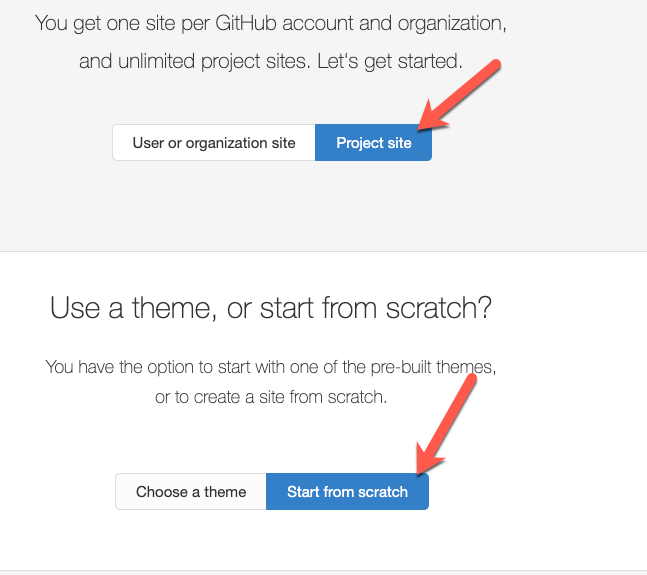 You get one site per GitHub account and organization,
and unlimited project sites. Let's get started.
User or organization site Project site
Use a theme, or start from scratch?
You have the option to start with one of the pre-built themes,
or to create a site from scratch.
Choose a theme Start from scratch